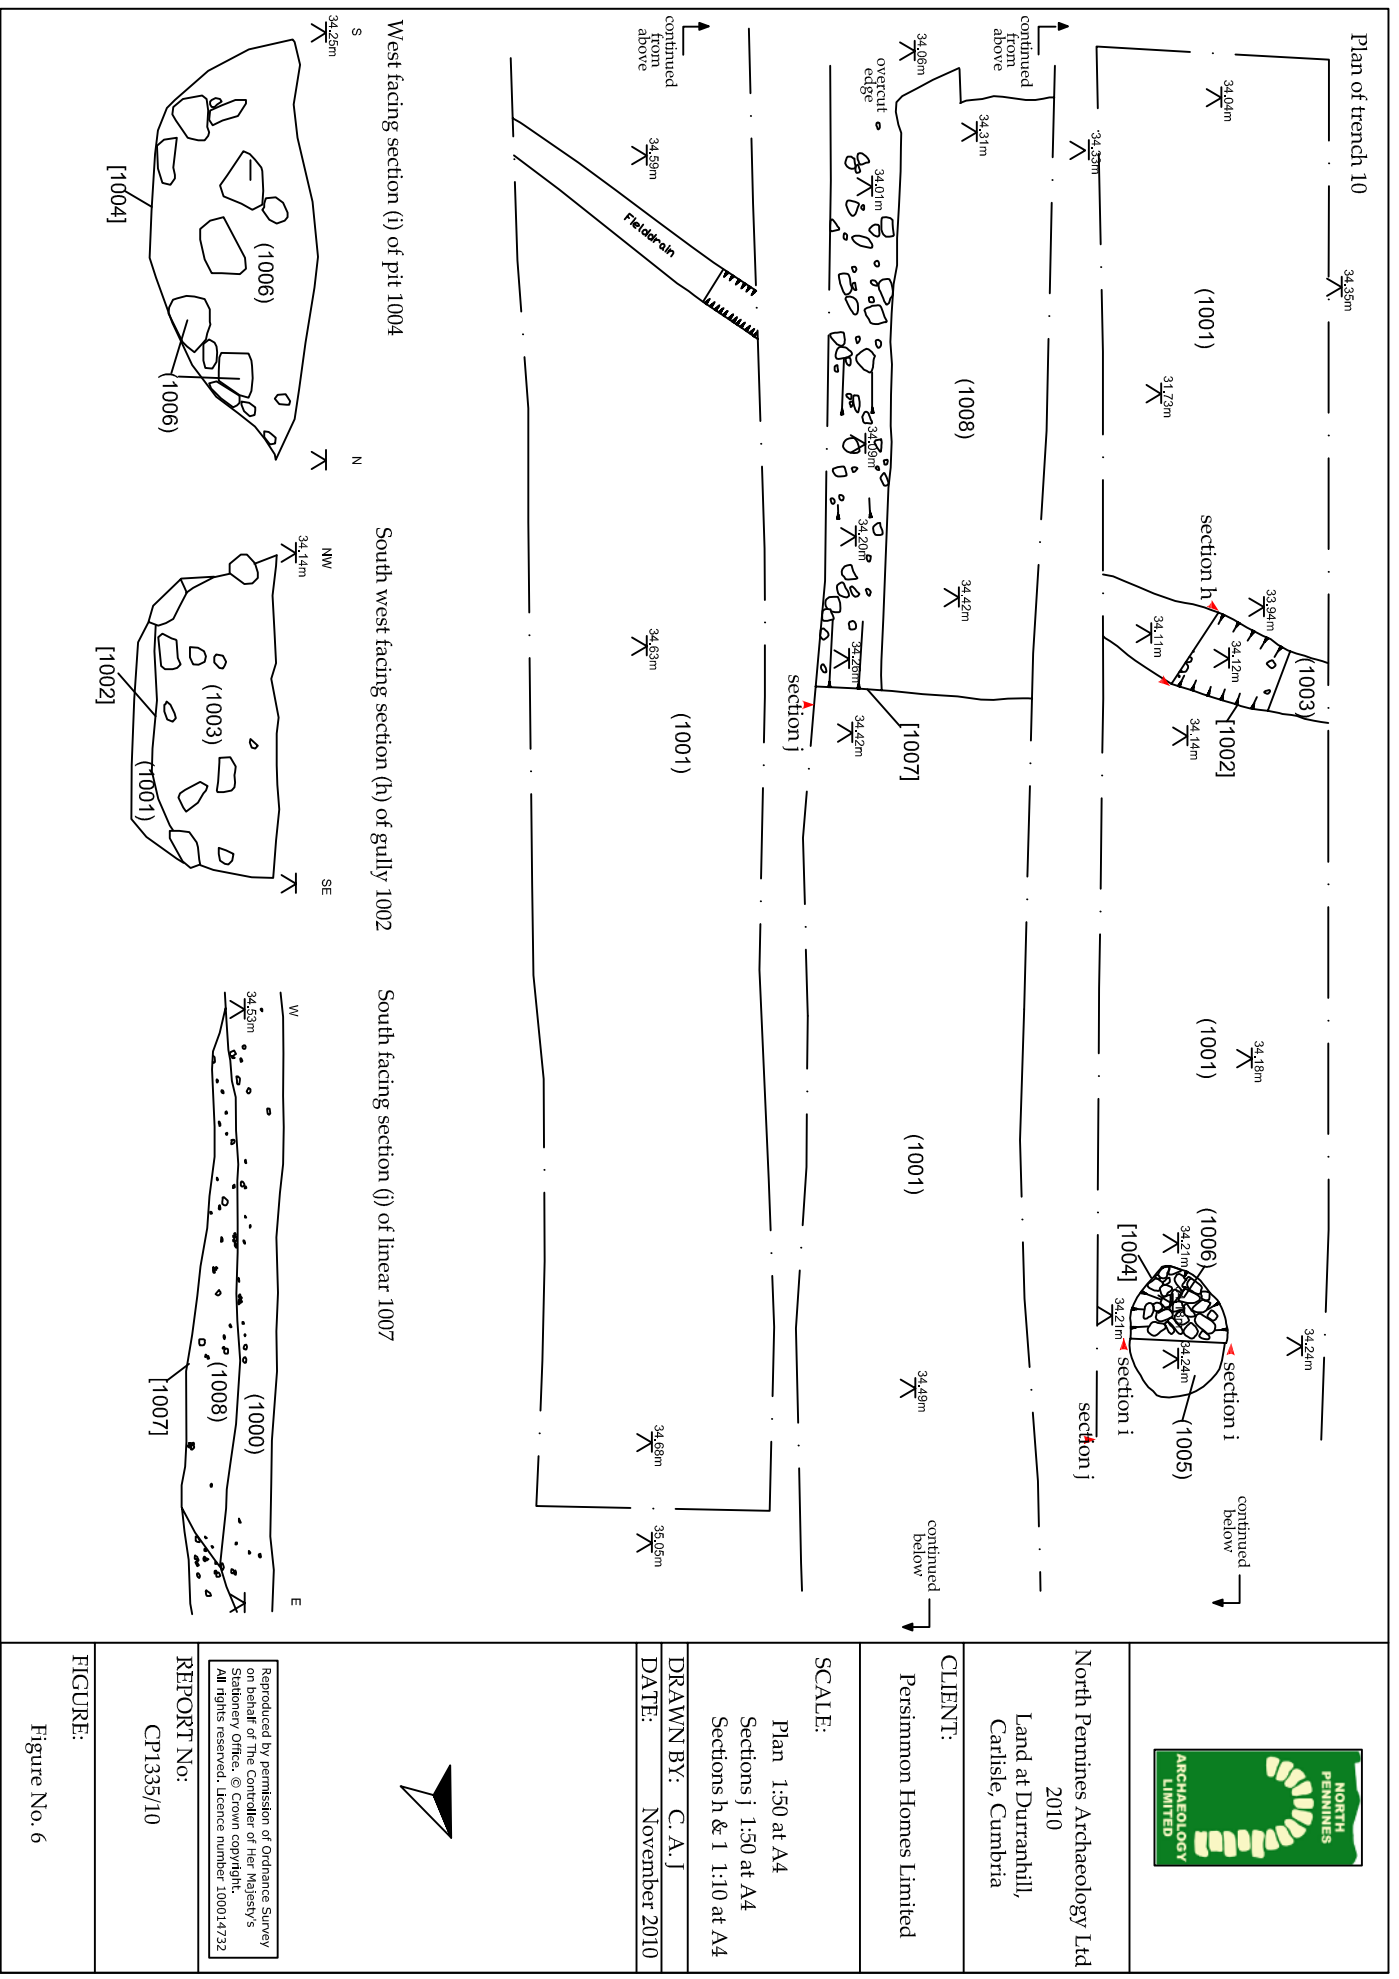 Plan of trench 10
34.04m
34.35m
34.33m
(1001)
31.73m
section h
33.94m
34.11m
34.12m
(1003)
[1002]
34.14m
(1001)
34.18m
(1006)
34.21m
[1004]
34.21m
34.24m
34.24m
section i
section i
(1005)
section j
continued
below
continued
from
above
34.06m
overcut
edge
34.31m
34.01m
(1008)
34.09m
34.20m
34.42m
34.26m
section j
34.42m
[1007]
(1001)
34.49m
continued
below
continued
from
above
34.59m
Fielddrain
34.63m
(1001)
34.68m
35.05m
West facing section (i) of pit 1004
S
34.25m
[1004]
(1006)
(1006)
N
South west facing section (h) of gully 1002
NW
34.14m
[1002]
(1003)
(1001)
SE
South facing section (j) of linear 1007
W
34.53m
(1000)
(1008)
[1007]
E
NORTH
PENNINES
ARCHAEOLOGY
LIMITED
North Pennines Archaeology Ltd
2010
Land at Durranhill,
Carlisle, Cumbria
CLIENT:
Persimmon Homes Limited
SCALE:
Plan 1:50 at A4
Sections j 1:50 at A4
Sections h & 1 1:10 at A4
DRAWN BY: C. A. J
DATE: November 2010
Reproduced by permission of Ordnance Survey
on behalf of The Controller of Her Majesty's
Stationery Office. © Crown copyright.
All rights reserved. Licence number 100014732
REPORT No:
CP1335/10
FIGURE:
Figure No. 6